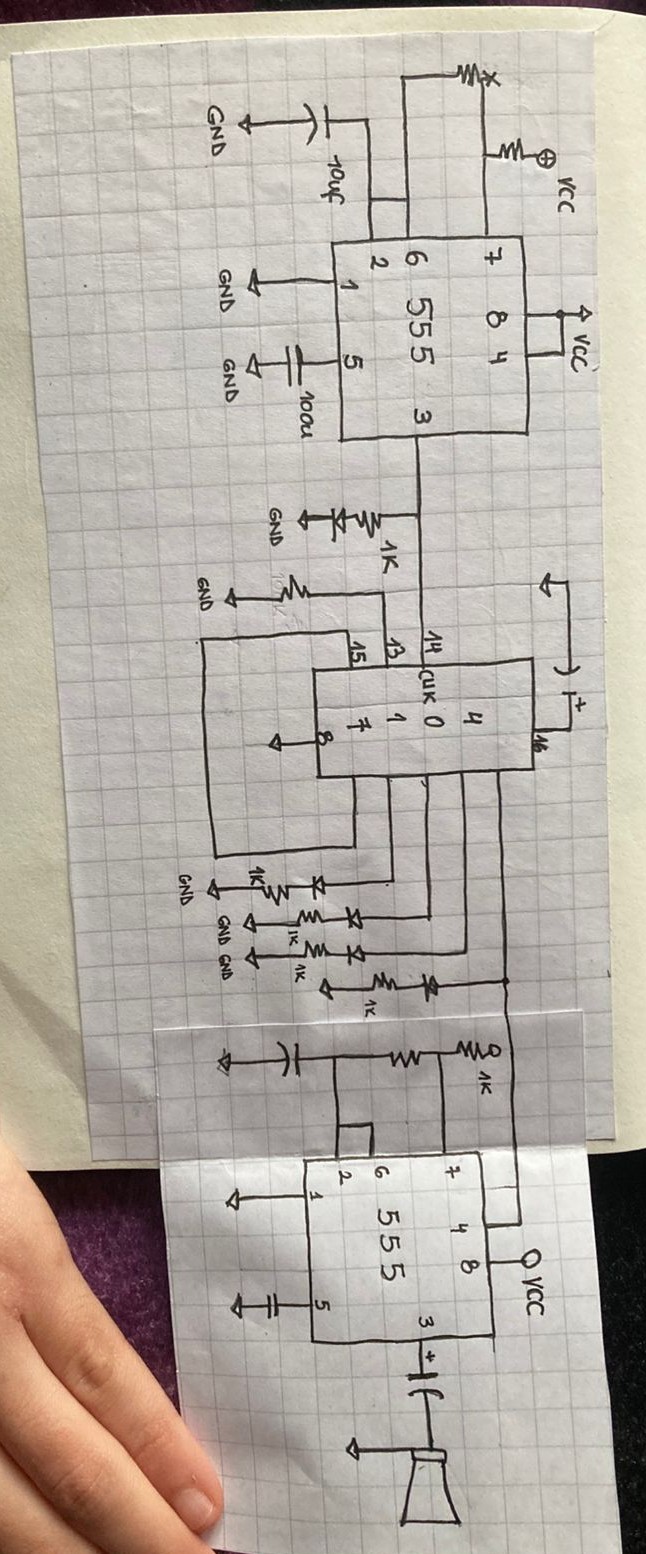 VCC
VCC
7 8 4
6 555 3
2
1 5
10uf
100u
GND
GND
GND
1K
GND
+
16
4
14 CLK 0
13 1
15 7
8
GND
1K
1K
1K
1K
GND GND
GND
1K
VCC
7 4 8
3 +
6 555
2
1 5